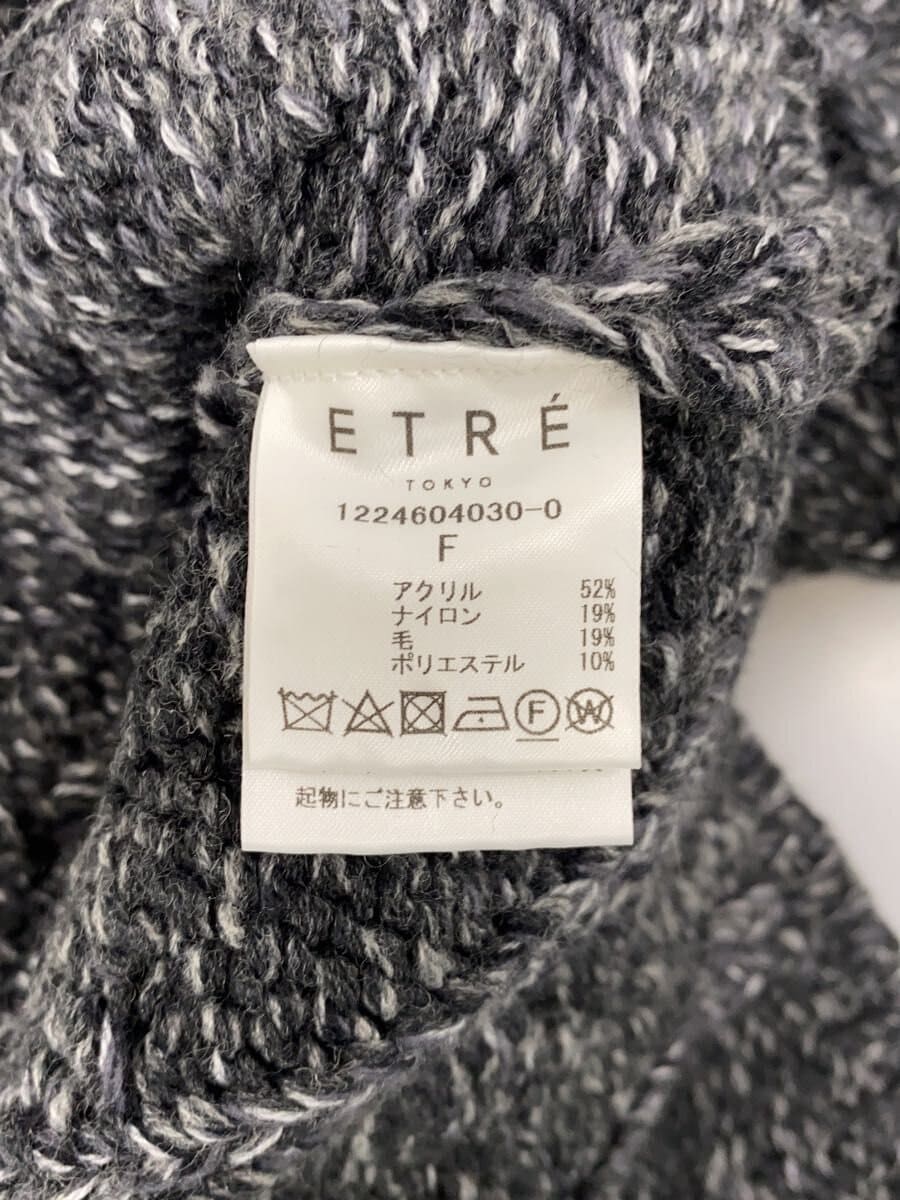 ETRÉ
TOKYO
1224604030-0
F
アクリル 52%
ナイロン 19%
毛 19%
ポリエステル 10%
F W
起物にご注意下さい。